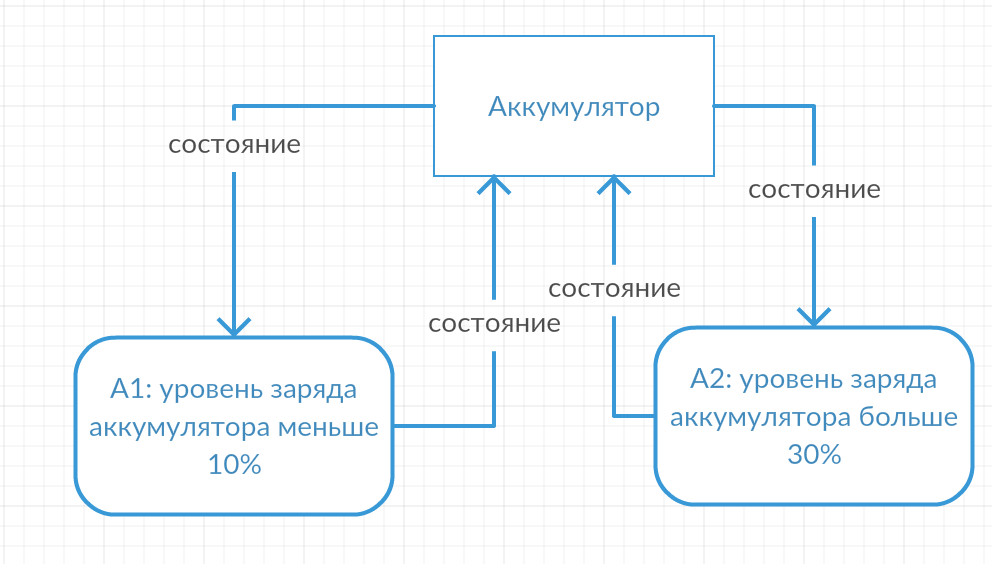 Аккумулятор
состояние
состояние
состояние
состояние
А1: уровень заряда
аккумулятора меньше
10%
А2: уровень заряда
аккумулятора больше
30%